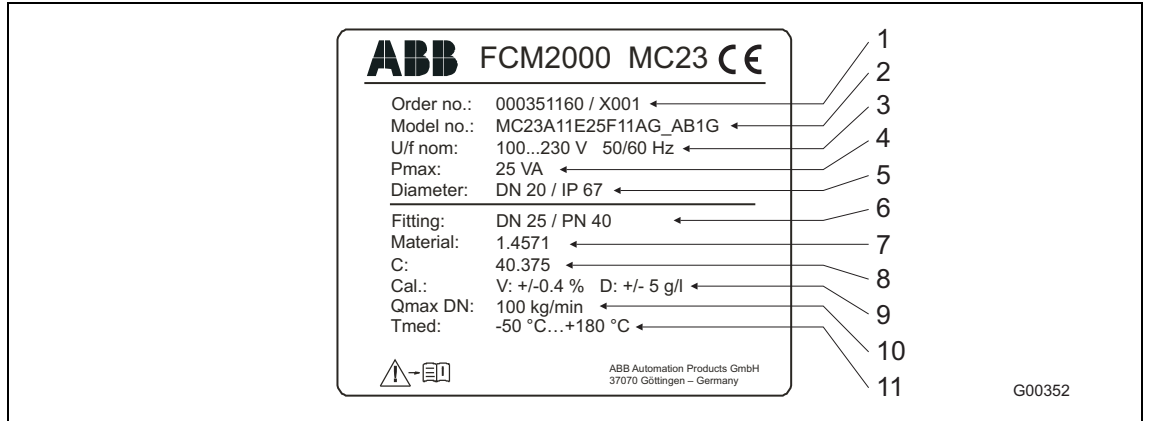 ABB FCM2000 MC23 CE
Order no.: 000351160 / X001
Model no.: MC23A11E25F11AG_AB1G
U/f nom: 100...230 V 50/60 Hz
Pmax: 25 VA
Diameter: DN 20 / IP 67
Fitting: DN 25 / PN 40
Material: 1.4571
C: 40.375
Cal.: V: +/-0.4 % D: +/- 5 g/l
Qmax DN: 100 kg/min
Tmed: -50 °C…+180 °C
ABB Automation Products GmbH
37070 Göttingen – Germany
1
2
3
4
5
6
7
8
9
10
11
G00352